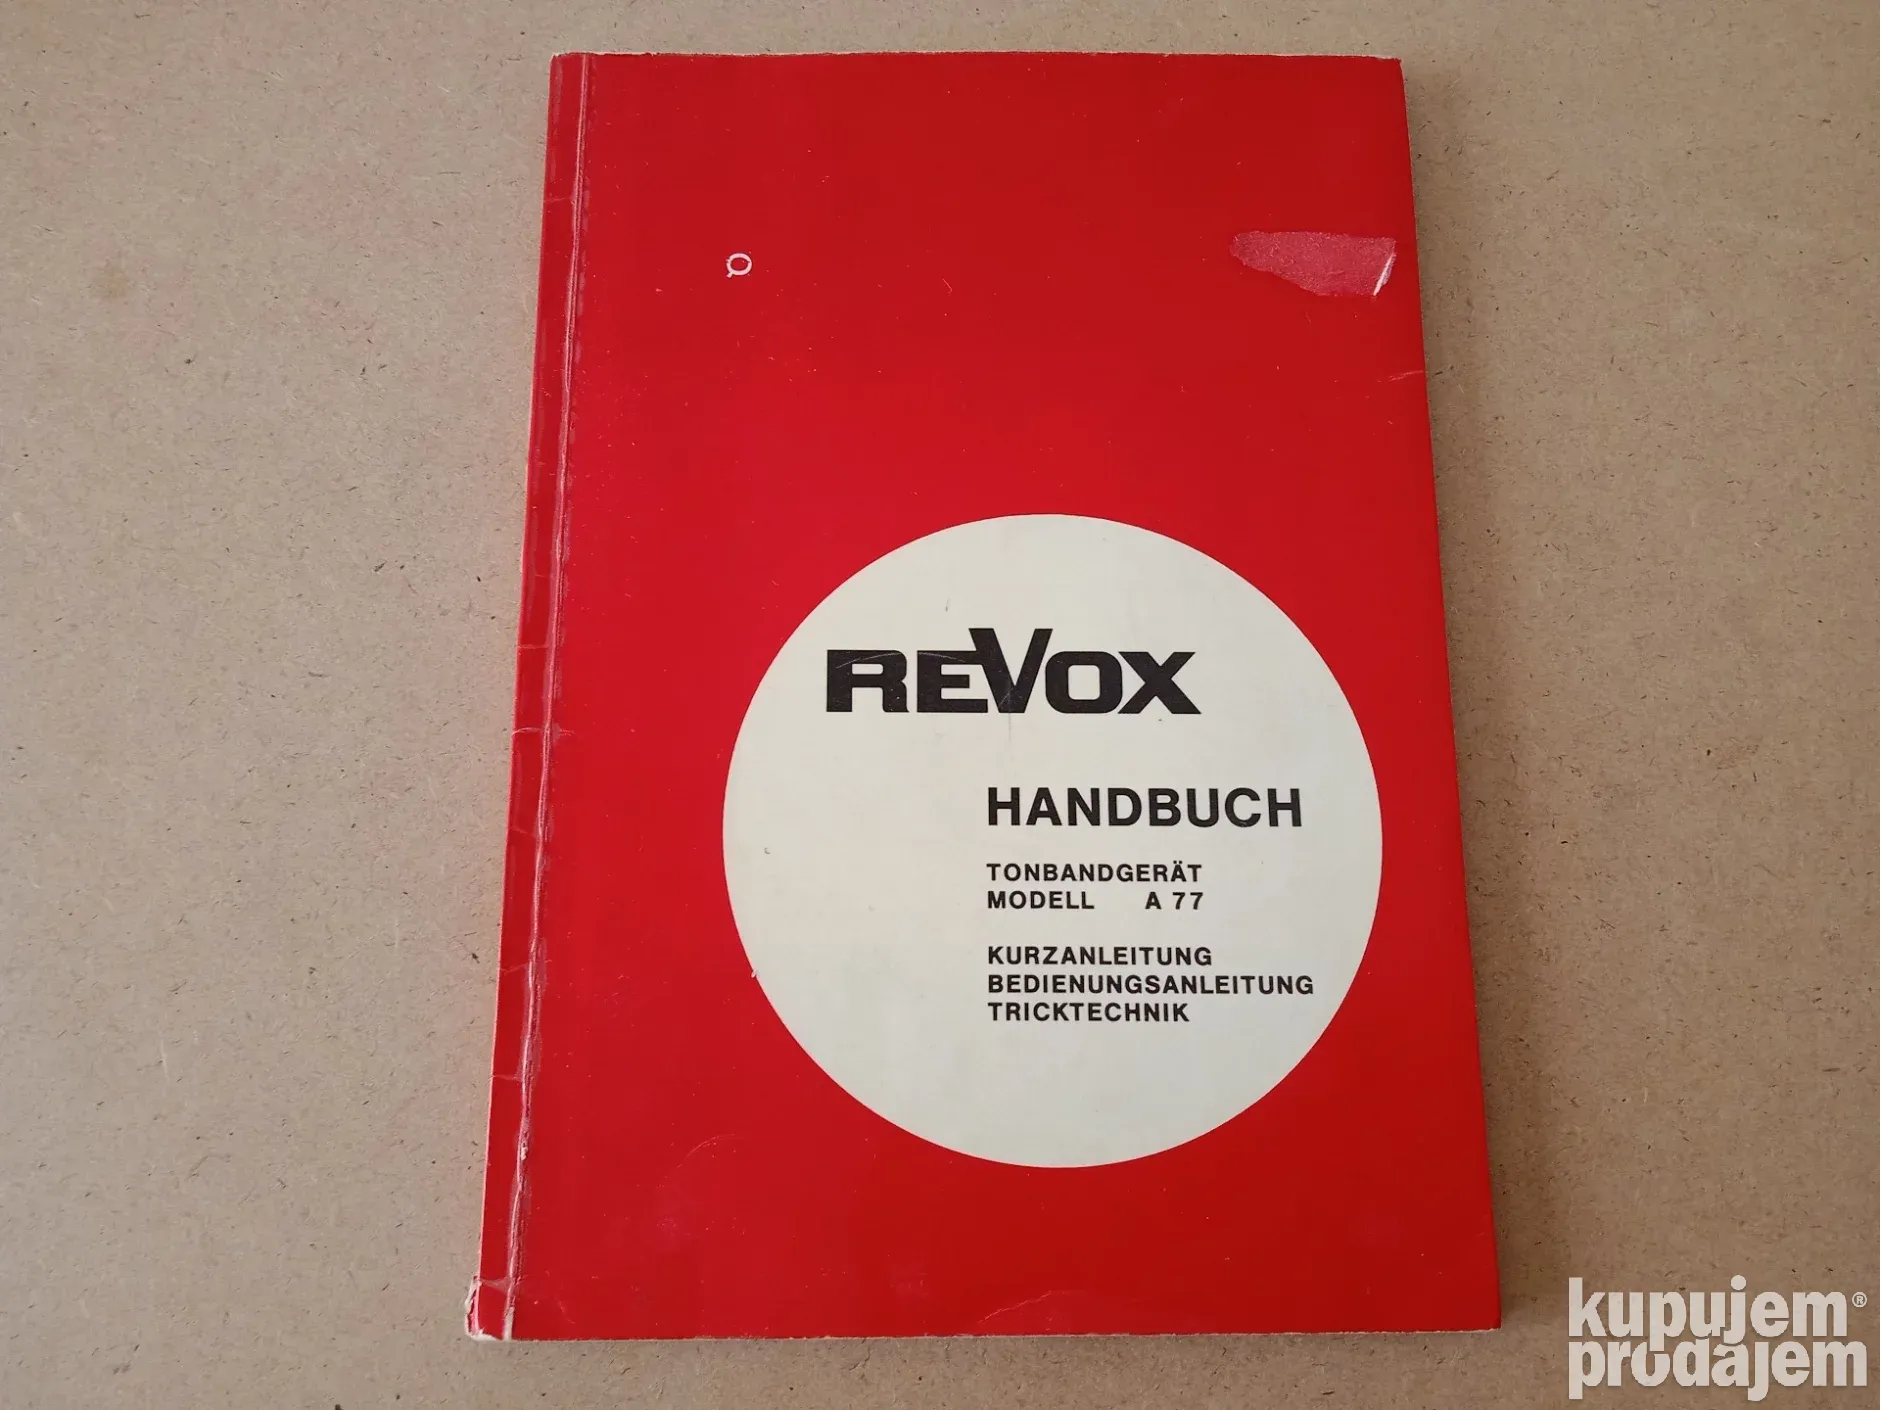 REVOX
HANDBUCH
TONBANDGERÄT
MODELL A 77
KURZANLEITUNG
BEDIENUNGSANLEITUNG
TRICKTECHNIK
kupujem®
prodajem